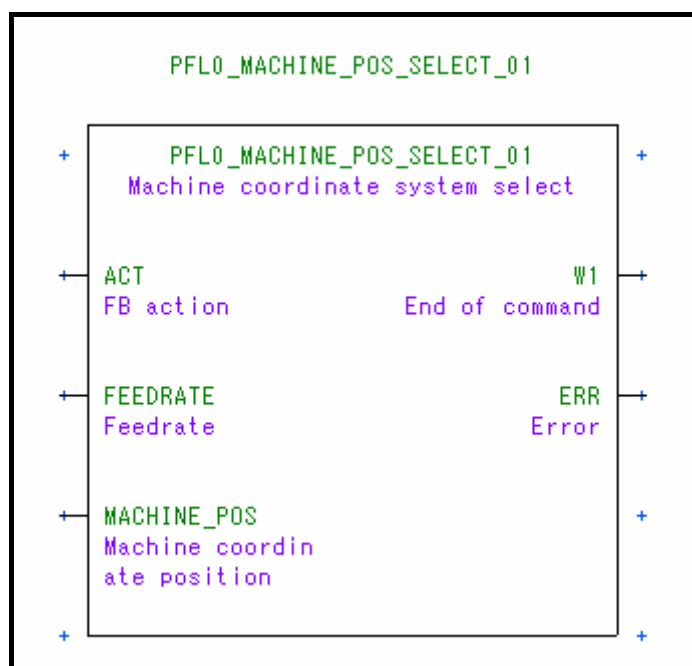 PFL0_MACHINE_POS_SELECT_01
PFL0_MACHINE_POS_SELECT_01
Machine coordinate system select
ACT W1
FB action End of command
FEEDRATE ERR
Feedrate Error
MACHINE_POS
Machine coordin
ate position